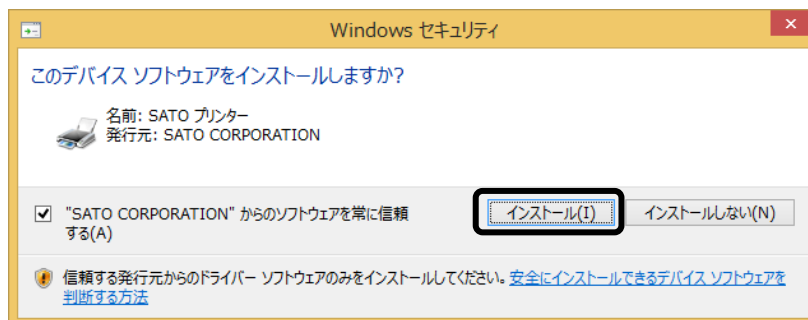 Windows セキュリティ
このデバイス ソフトウェアをインストールしますか?
名前: SATO プリンター
発行元: SATO CORPORATION
"SATO CORPORATION" からのソフトウェアを常に信頼
する(A)
インストール(I)
インストールしない(N)
信頼する発行元からのドライバー ソフトウェアのみをインストールしてください。安全にインストールできるデバイス ソフトウェアを
判断する方法